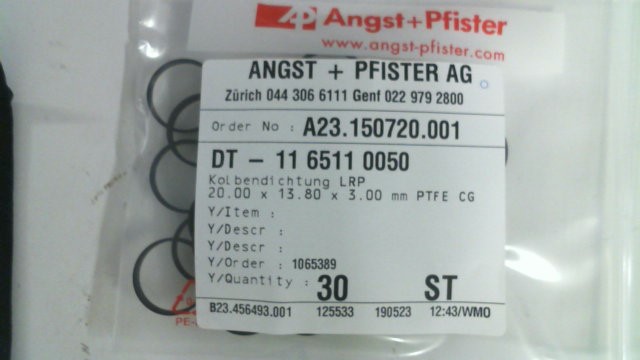 Angst+Pfister
www.angst-pfister.com
ANGST + PFISTER AG
Zürich 044 306 6111 Genf 022 979 2800
Order No : A23.150720.001
DT - 11 6511 0050
Kolbendichtung LRP
20.00 x 13.80 x 3.00 mm PTFE CG
Y/Item :
Y/Descr :
Y/Descr :
Y/Order : 1065389
Y/Quantity : 30 ST
B23.456493.001 125533 190523 12:43/WMO